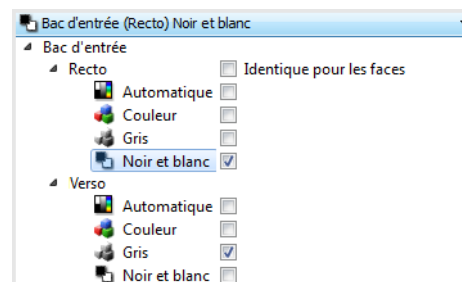 Bac d'entrée (Recto) Noir et blanc
Bac d'entrée
Recto Identique pour les faces
Automatique
Couleur
Gris
Noir et blanc
Verso
Automatique
Couleur
Gris
Noir et blanc